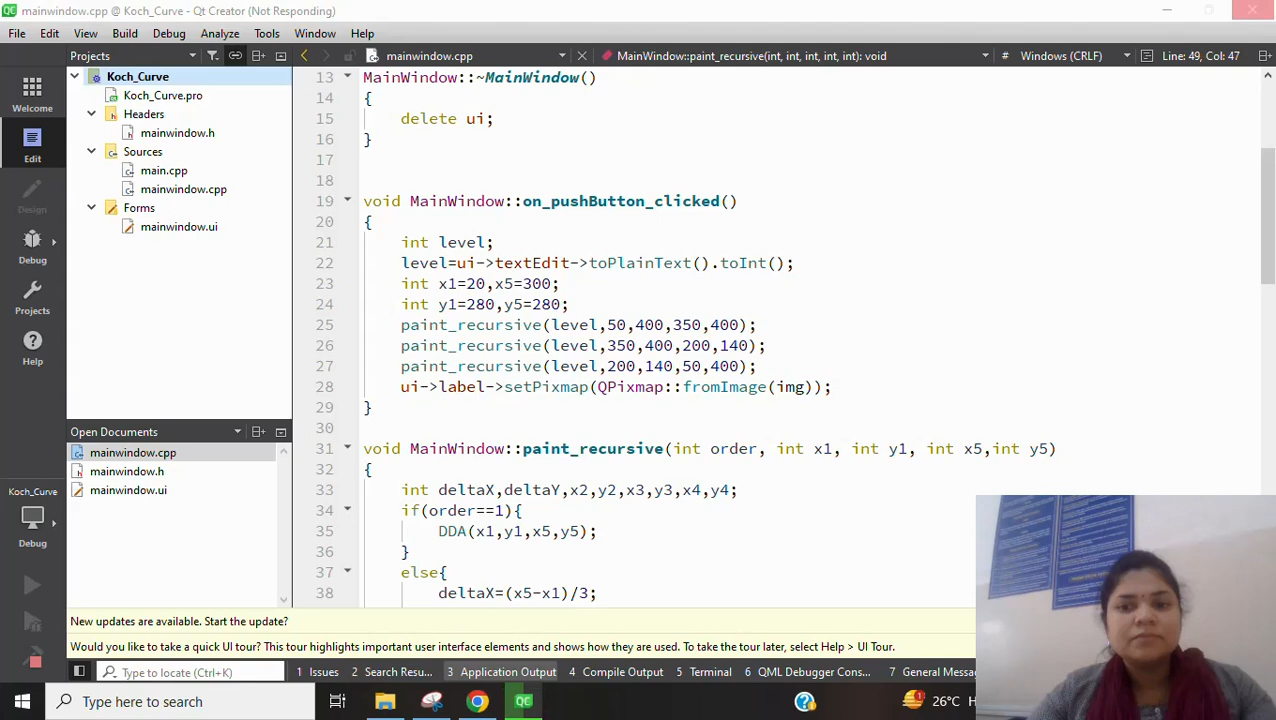 mainwindow.cpp @ Koch_Curve - Qt Creator (Not Responding)
File Edit View Build Debug Analyze Tools Window Help
Projects mainwindow.cpp MainWindow::paint_recursive(int, int, int, int, int): void # Windows (CRLF) Line: 49, Col: 47
Welcome
Edit
Design
Debug
Projects
Help
Koch_Curve
Debug
Koch_Curve
Koch_Curve.pro
Headers
mainwindow.h
Sources
main.cpp
mainwindow.cpp
Forms
mainwindow.ui
Open Documents
mainwindow.cpp
mainwindow.h
mainwindow.ui
13 MainWindow::~MainWindow()
14 {
15 delete ui;
16 }
17
18
19 void MainWindow::on_pushButton_clicked()
20 {
21 int level;
22 level=ui->textEdit->toPlainText().toInt();
23 int x1=20,x5=300;
24 int y1=280,y5=280;
25 paint_recursive(level,50,400,350,400);
26 paint_recursive(level,350,400,200,140);
27 paint_recursive(level,200,140,50,400);
28 ui->label->setPixmap(QPixmap::fromImage(img));
29 }
30
31 void MainWindow::paint_recursive(int order, int x1, int y1, int x5,int y5)
32 {
33 int deltaX,deltaY,x2,y2,x3,y3,x4,y4;
34 if(order==1){
35 DDA(x1,y1,x5,y5);
36 }
37 else{
38 deltaX=(x5-x1)/3;
New updates are available. Start the update?
Would you like to take a quick UI tour? This tour highlights important user interface elements and shows how they are used. To take the tour later, select Help > UI Tour.
Type to locate (Ctrl+K) 1 Issues 2 Search Resu... 3 Application Output 4 Compile Output 5 Terminal 6 QML Debugger Cons... 7 General Messa
Type here to search 26°C H